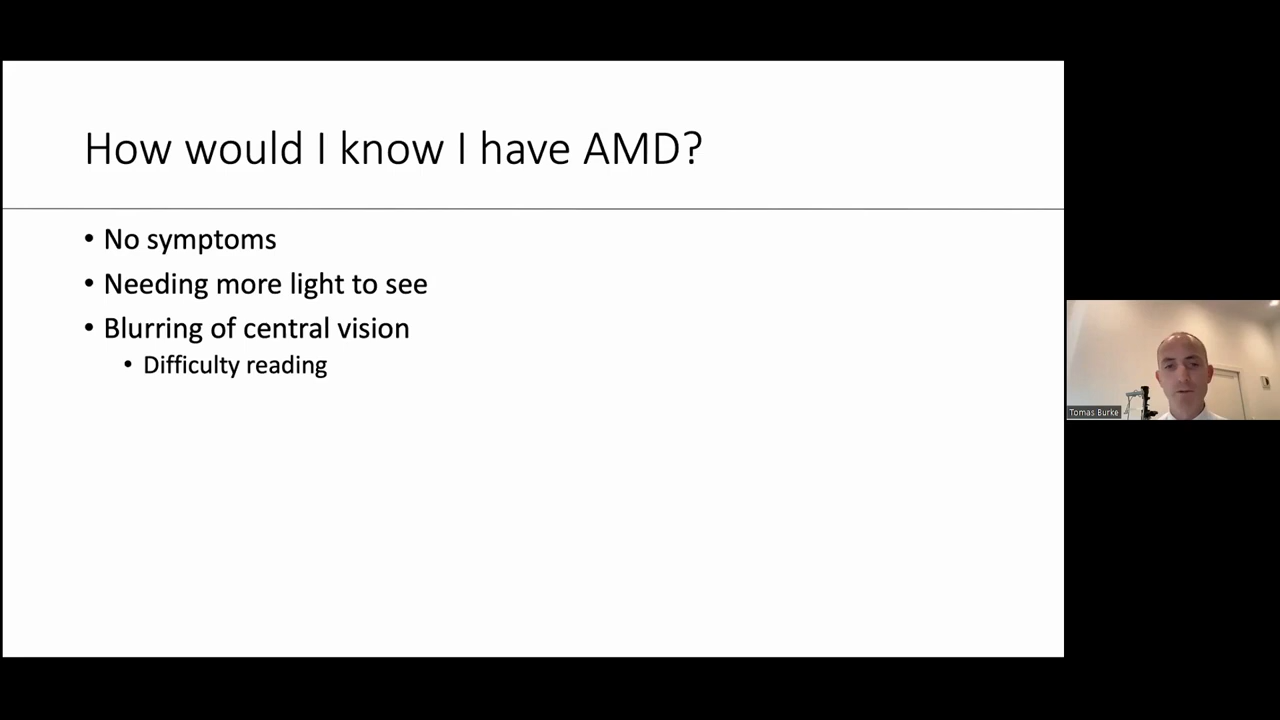 How would I know I have AMD?
• No symptoms
• Needing more light to see
• Blurring of central vision
• Difficulty reading
Tomas Burke